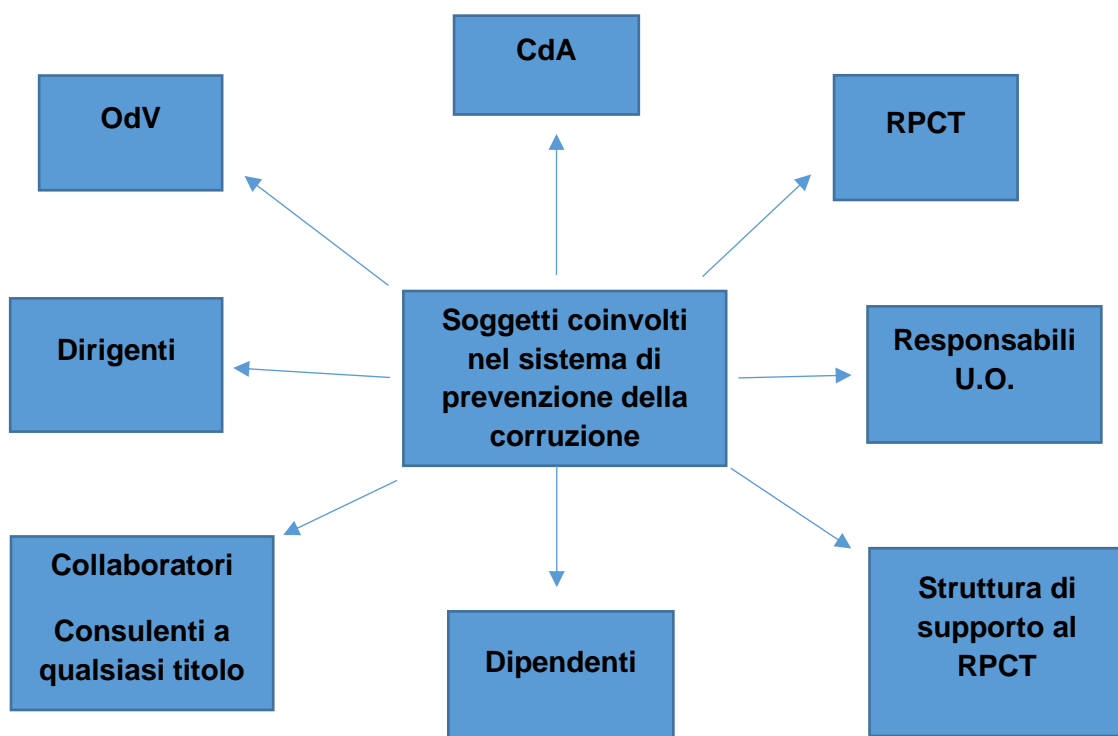 CdA
OdV
RPCT
Soggetti coinvolti
nel sistema di
prevenzione della
corruzione
Dirigenti
Responsabili
U.O.
Collaboratori
Consulenti a
qualsiasi titolo
Dipendenti
Struttura di
supporto al
RPCT